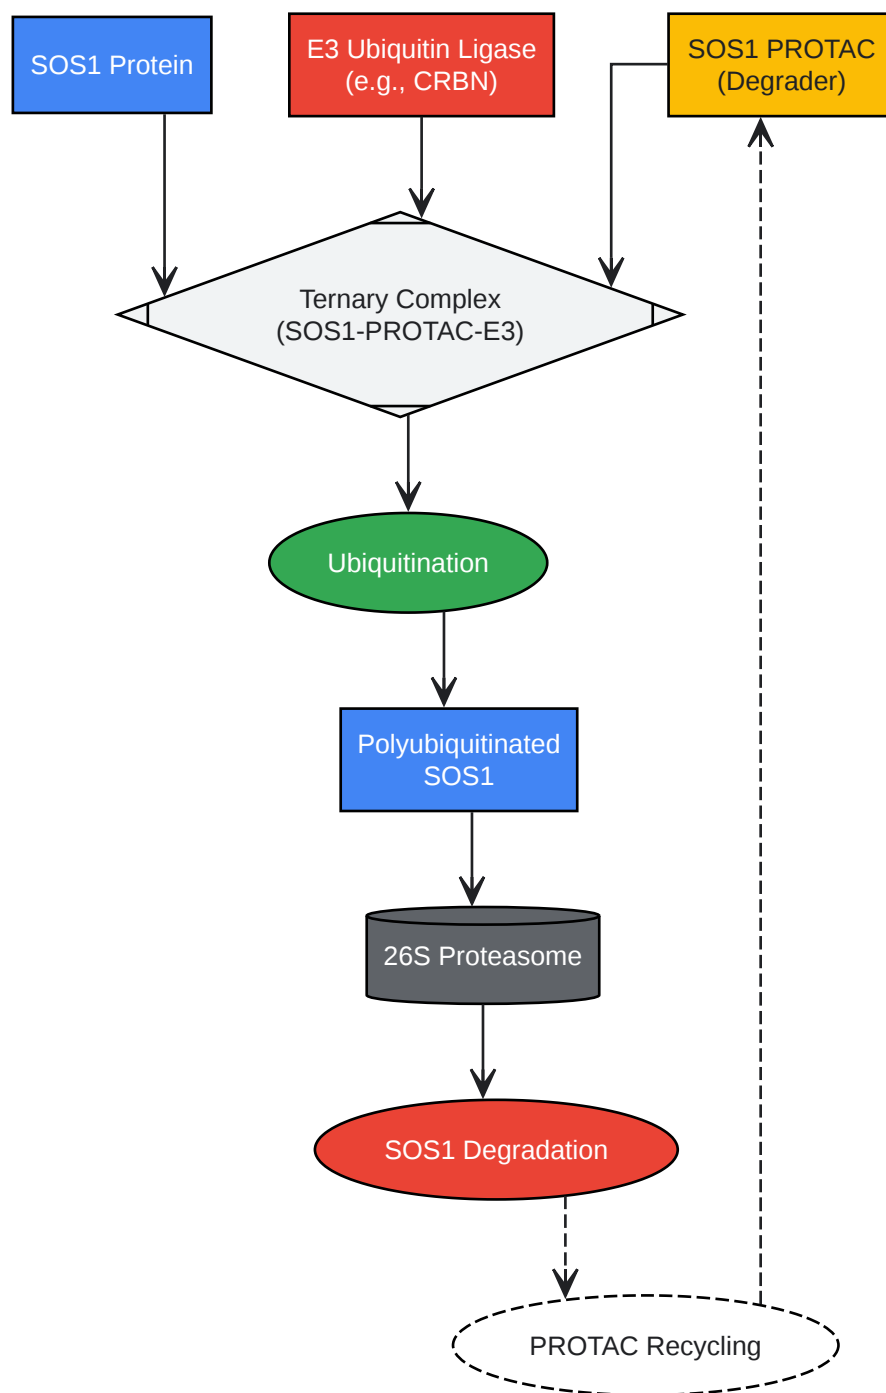 SOS1 Protein
E3 Ubiquitin Ligase
(e.g., CRBN)
SOS1 PROTAC
(Degrader)
Ternary Complex
(SOS1-PROTAC-E3)
Ubiquitination
Polyubiquitinated
SOS1
26S Proteasome
SOS1 Degradation
PROTAC Recycling